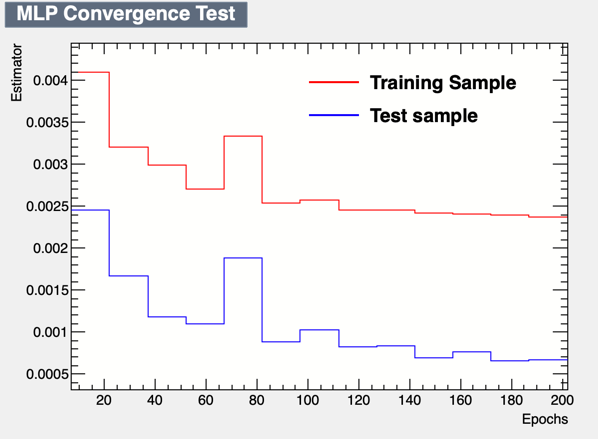 MLP Convergence Test
Estimator
0.004
0.0035
0.003
0.0025
0.002
0.0015
0.001
0.0005
Training Sample
Test sample
20 40 60 80 100 120 140 160 180 200
Epochs